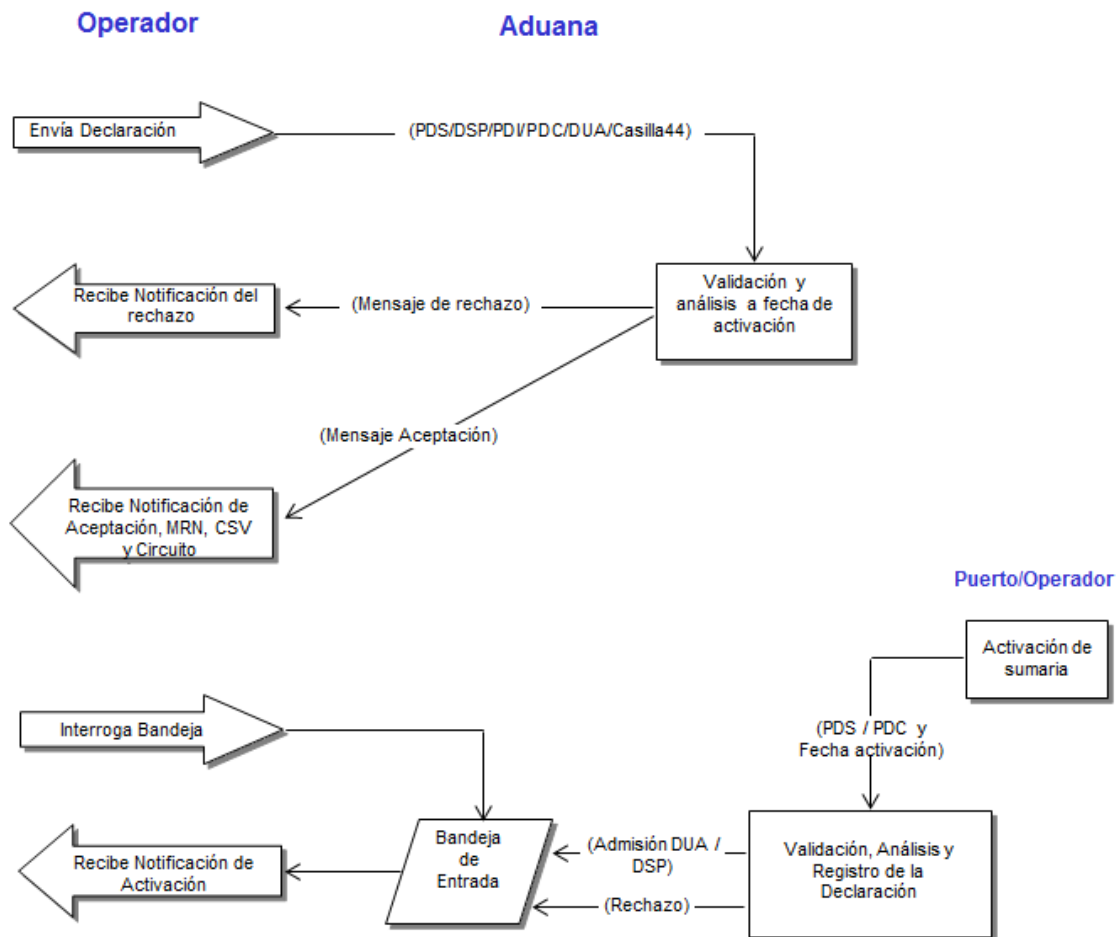 Operador
Aduana
Envía Declaración
(PDS/DSP/PDI/PDC/DUA/Casilla44)
Recibe Notificación del
rechazo
(Mensaje de rechazo)
Validación y
análisis a fecha de
activación
(Mensaje Aceptación)
Recibe Notificación de
Aceptación, MRN, CSV
y Circuito
Puerto/Operador
Activación de
sumaria
Interroga Bandeja
(PDS / PDC y
Fecha activación)
Bandeja
de
Entrada
(Admisión DUA /
DSP)
(Rechazo)
Validación, Análisis y
Registro de la
Declaración
Recibe Notificación de
Activación